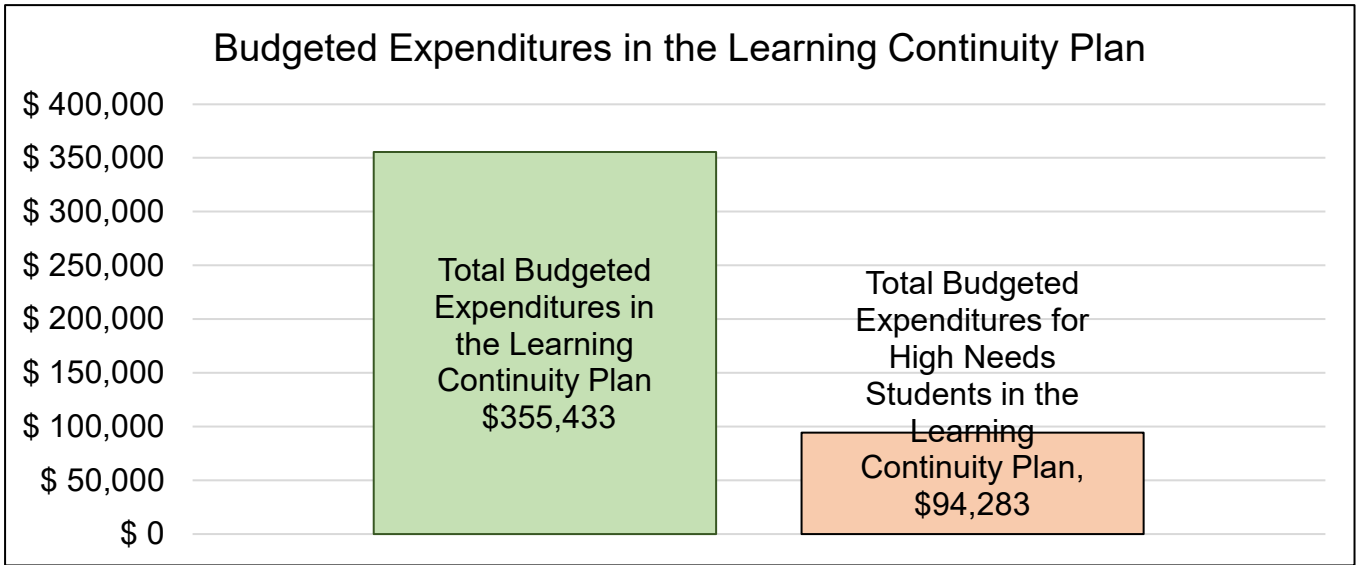 Budgeted Expenditures in the Learning Continuity Plan
$ 400,000
$ 350,000
$ 300,000
$ 250,000
$ 200,000
$ 150,000
$ 100,000
$ 50,000
$ 0
Total Budgeted
Expenditures in
the Learning
Continuity Plan
$355,433
Total Budgeted
Expenditures for
High Needs
Students in the
Learning
Continuity Plan,
$94,283